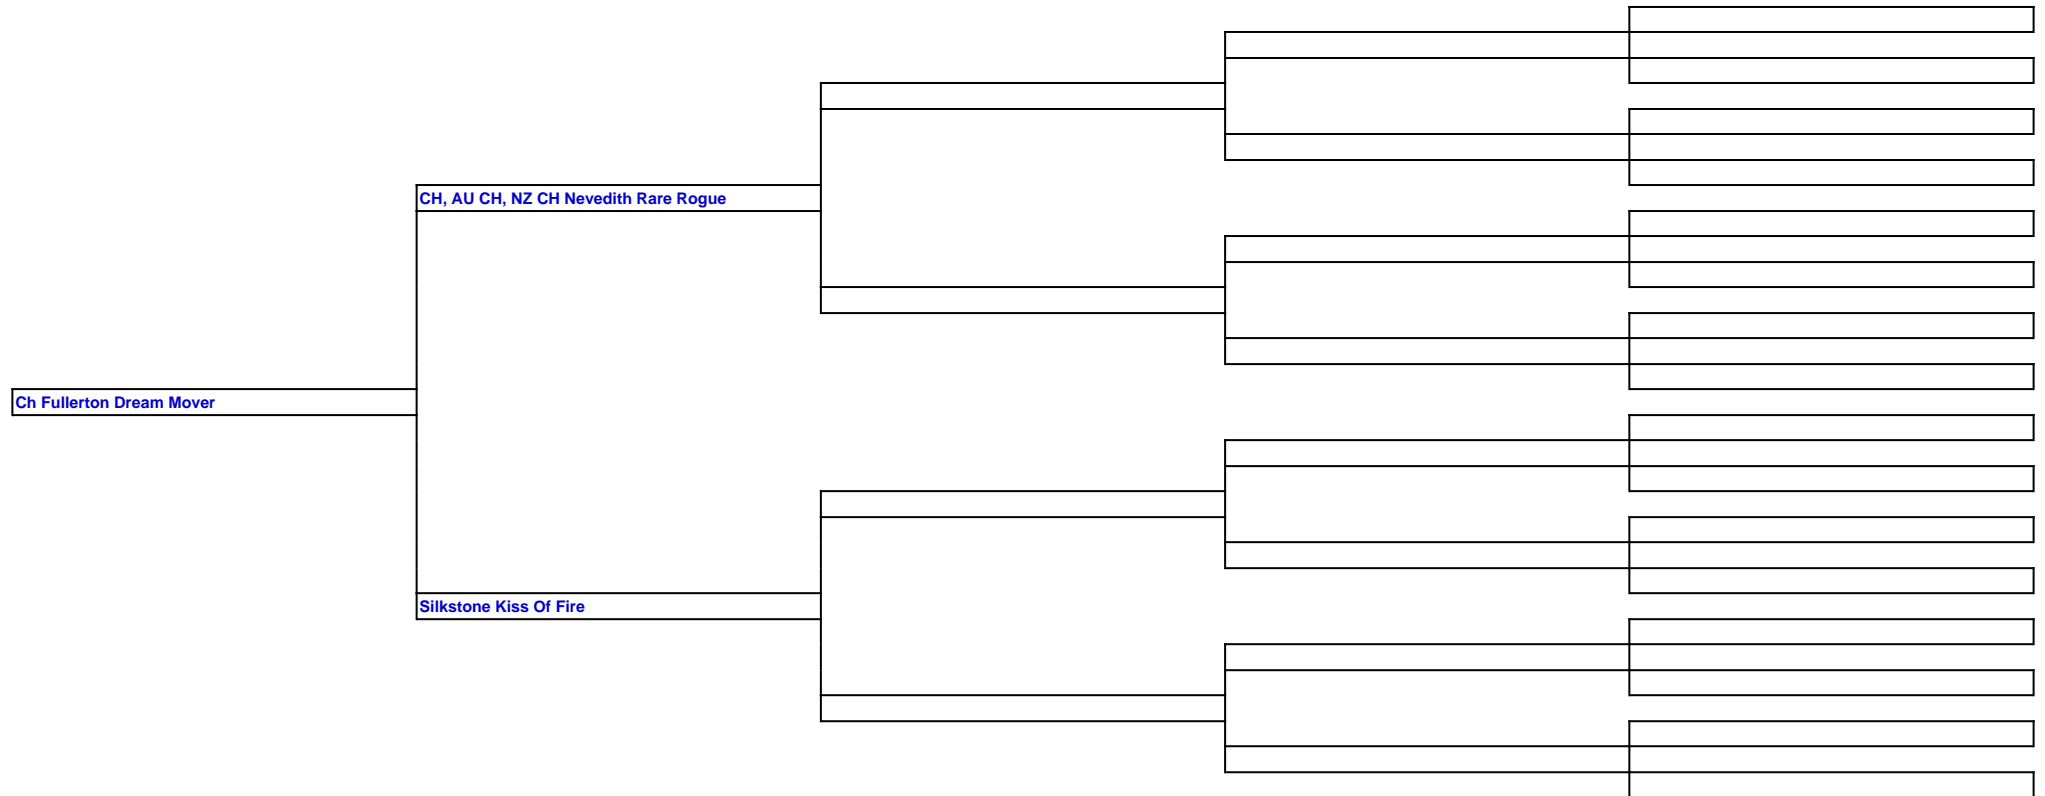 CH, AU CH, NZ CH Nevedith Rare Rogue
Ch Fullerton Dream Mover
Silkstone Kiss Of Fire